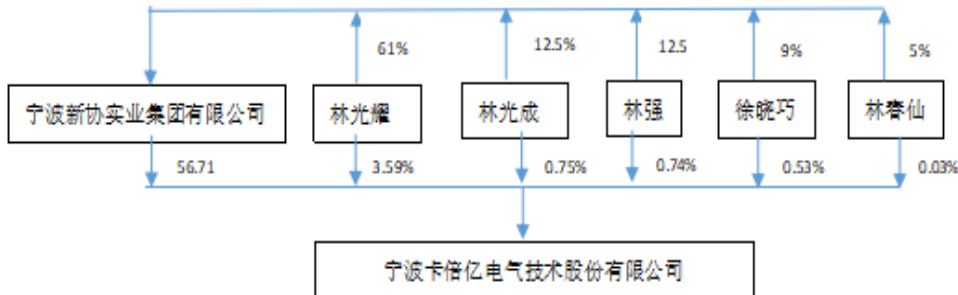 61%
12.5%
12.5
9%
5%
宁波新协实业集团有限公司
林光耀
林光成
林强
徐晓巧
林春仙
56.71
3.59%
0.75%
0.74%
0.53%
0.03%
宁波卡倍亿电气技术股份有限公司